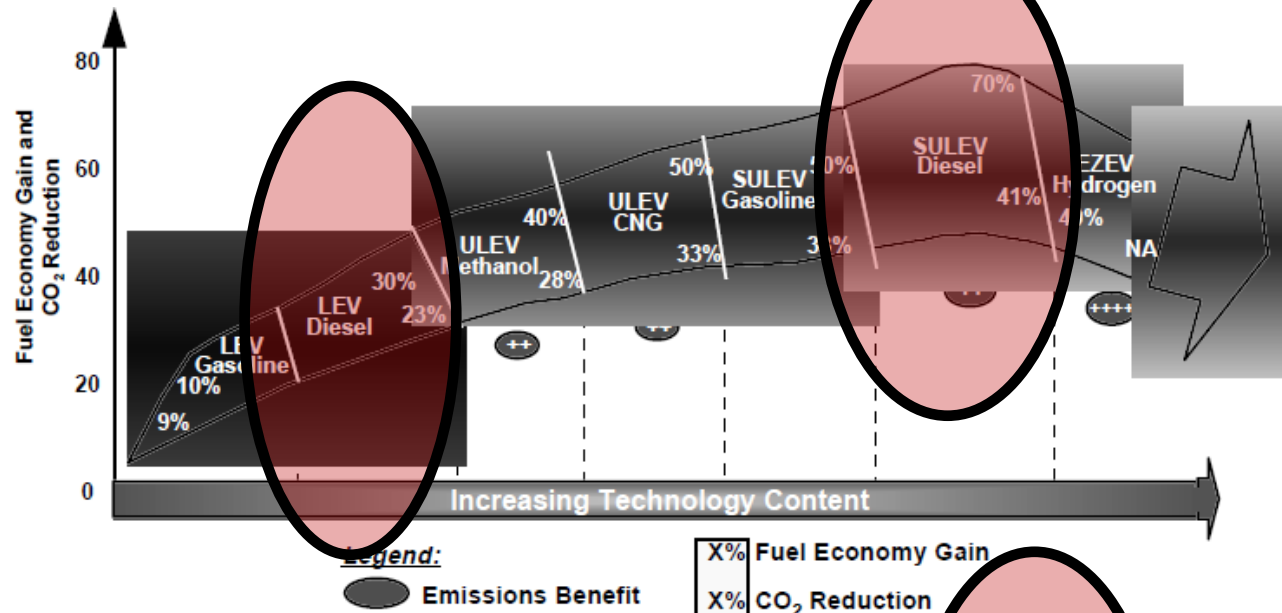 Fuel Economy Gain and
CO2 Reduction
80
60
40
20
0
LEV
Gasoline
10%
9%
LEV
Diesel
30%
23%
ULEV
Methanol
40%
28%
++
ULEV
CNG
50%
33%
++
SULEV
Gasoline
SULEV
Diesel
70%
41%
++
EZEV
Hydrogen
++++
NA
Increasing Technology Content
Legend:
Emissions Benefit
X% Fuel Economy Gain
X% CO2 Reduction